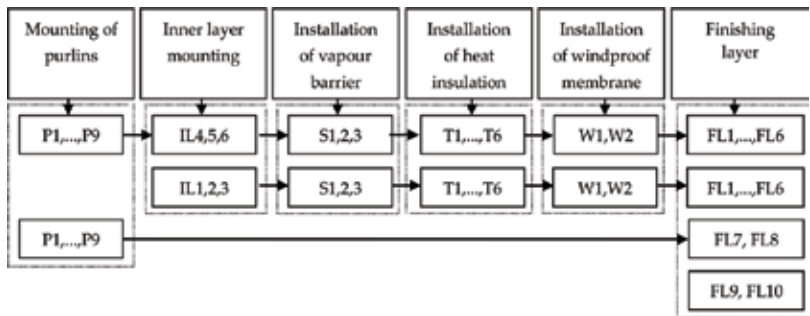 Mounting of
purlins
Inner layer
mounting
Installation
of vapour
barrier
Installation
of heat
insulation
Installation
of windproof
membrane
Finishing
layer
P1,...,P9
IL4,5,6
S1,2,3
T1,...,T6
W1,W2
FL1,...,FL6
IL1,2,3
S1,2,3
T1,...,T6
W1,W2
FL1,...,FL6
P1,...,P9
FL7, FL8
FL9, FL10